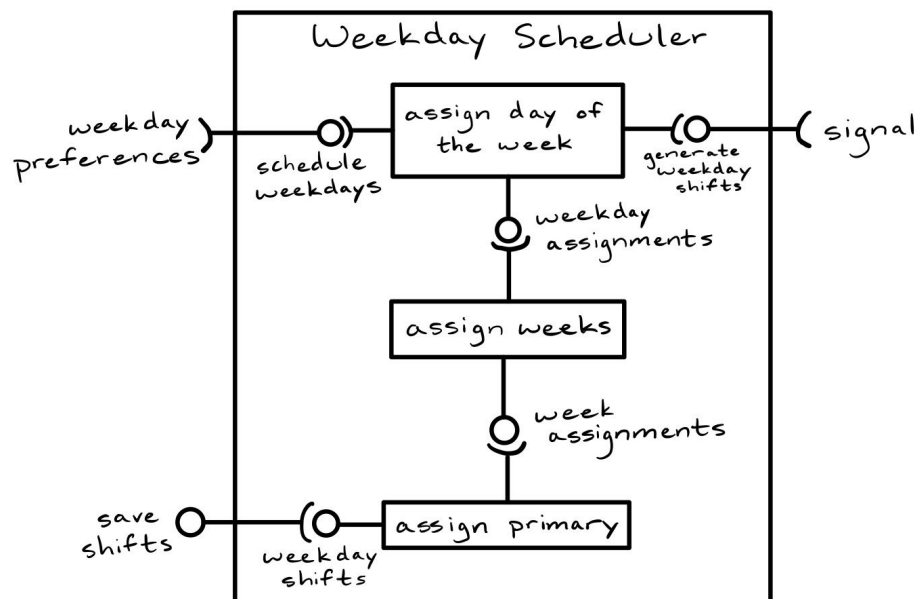 Weekday Scheduler
weekday
preferences
schedule
weekdays
assign day of
the week
generate
weekday
shifts
signal
weekday
assignments
assign weeks
week
assignments
save
shifts
weekday
shifts
assign primary